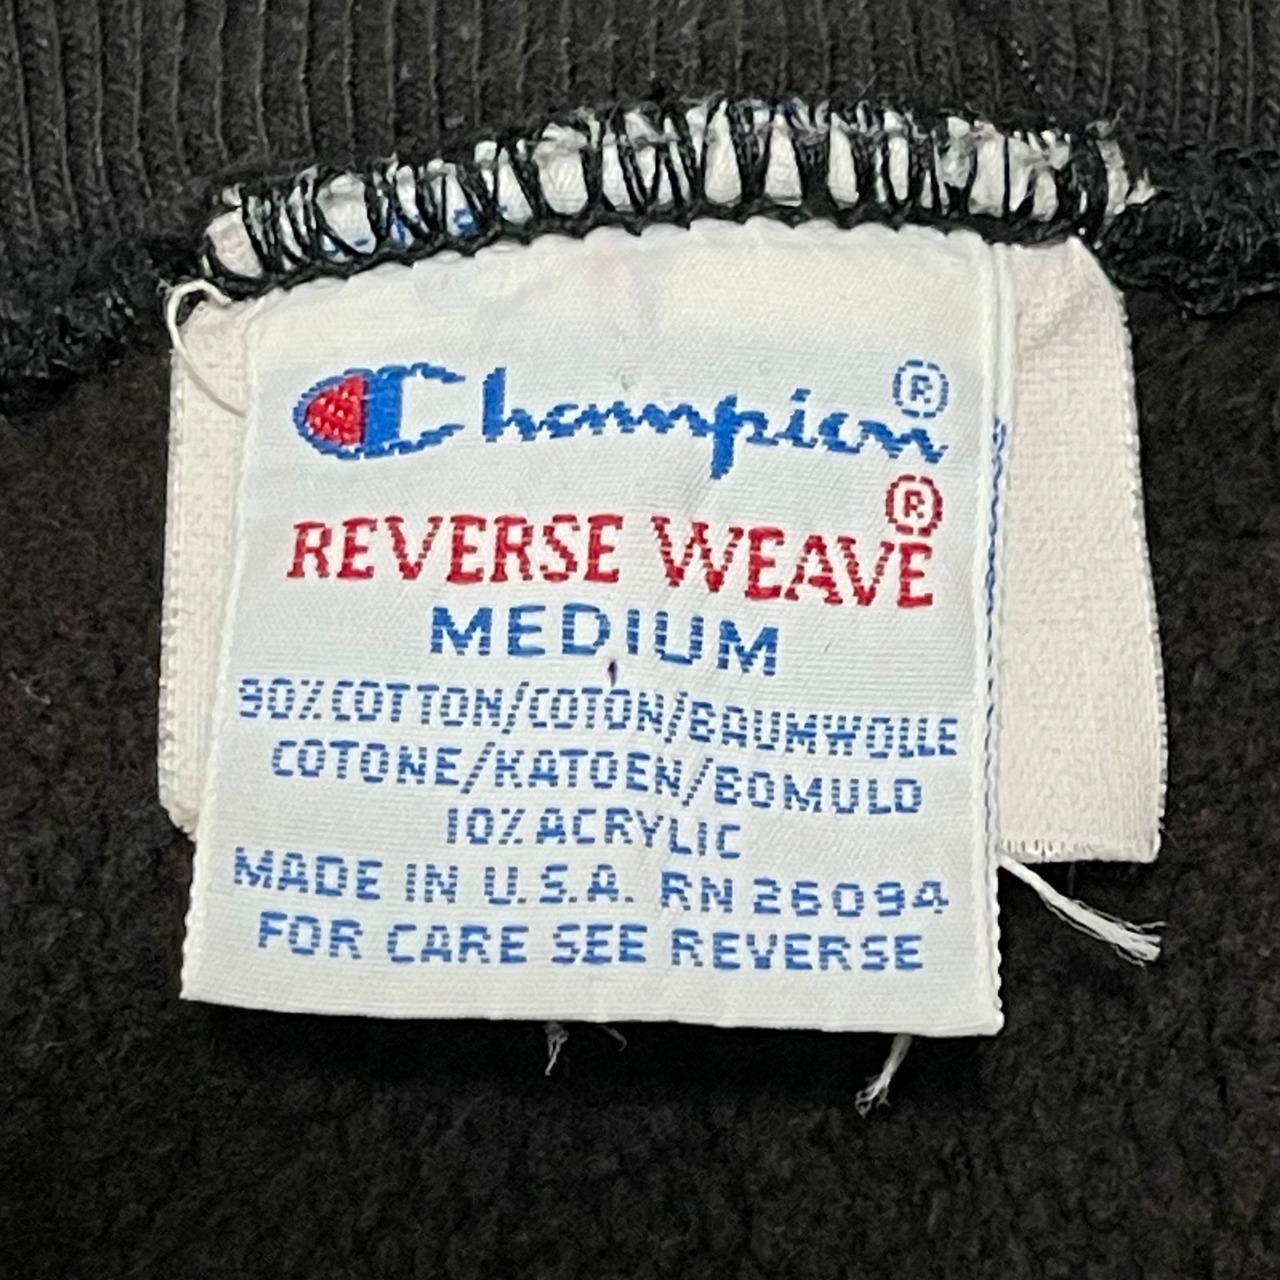 Champion®
REVERSE WEAVE®
MEDIUM
90% COTTON/COTON/BAUMWOLLE
COTONE/KATOEN/BOMULD
10% ACRYLIC
MADE IN U.S.A. RN 26094
FOR CARE SEE REVERSE